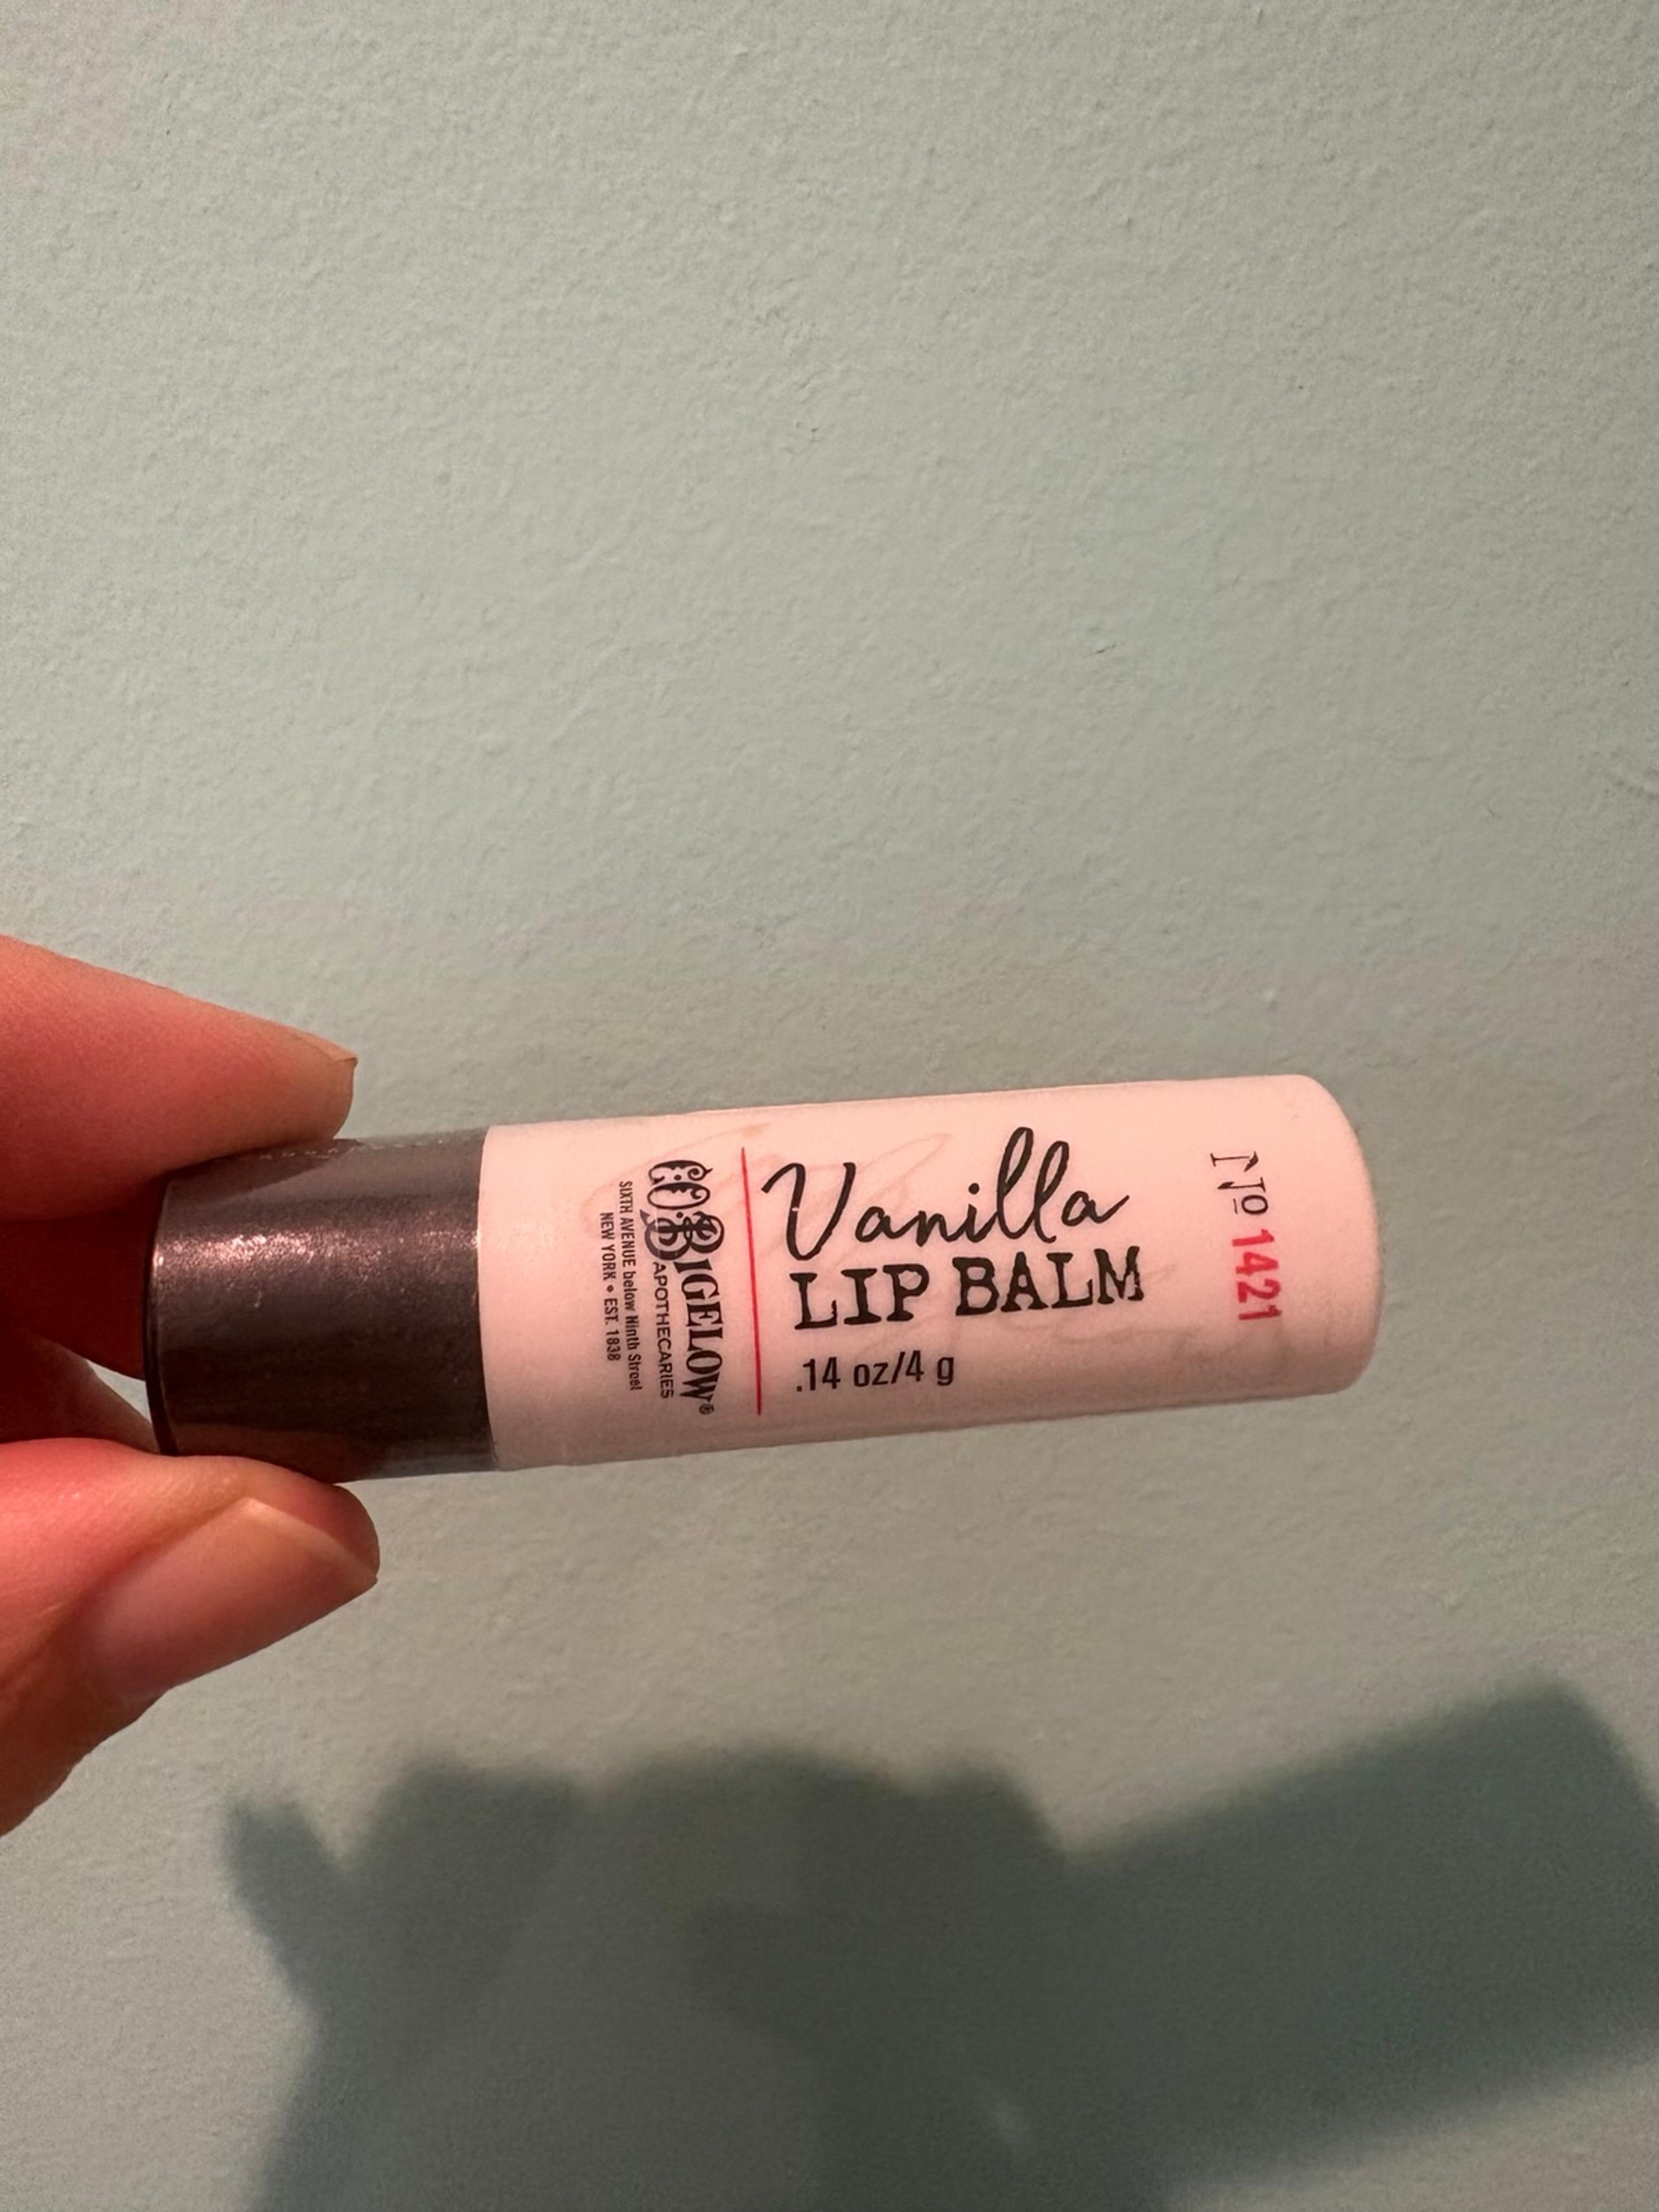 C.O. BIGELOW®
APOTHECARIES
SIXTH AVENUE below Ninth Street
NEW YORK • EST. 1838
Vanilla
LIP BALM
.14 oz/4 g
No 1421